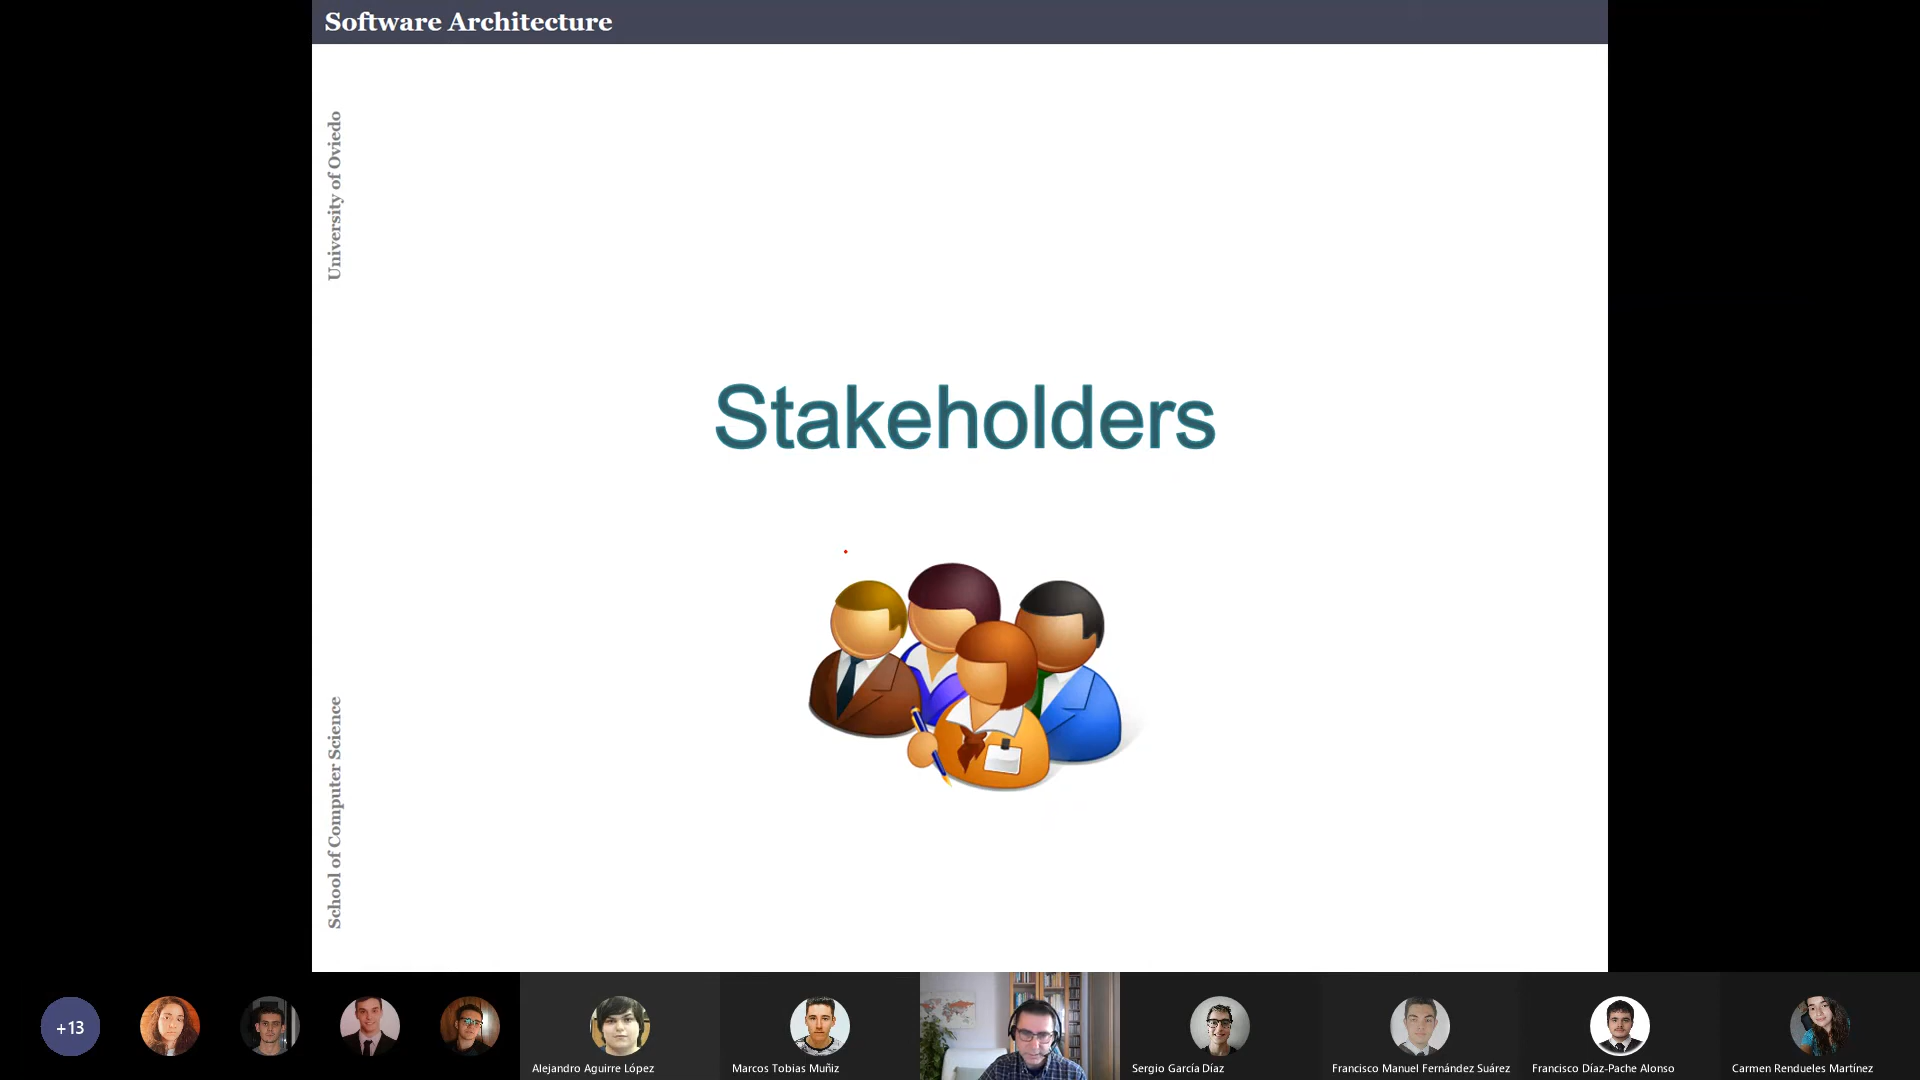 Software Architecture
University of Oviedo
Stakeholders
School of Computer Science
+13
Alejandro Aguirre López
Marcos Tobias Muñiz
Sergio García Díaz
Francisco Manuel Fernández Suárez
Francisco Díaz-Pache Alonso
Carmen Rendueles Martínez